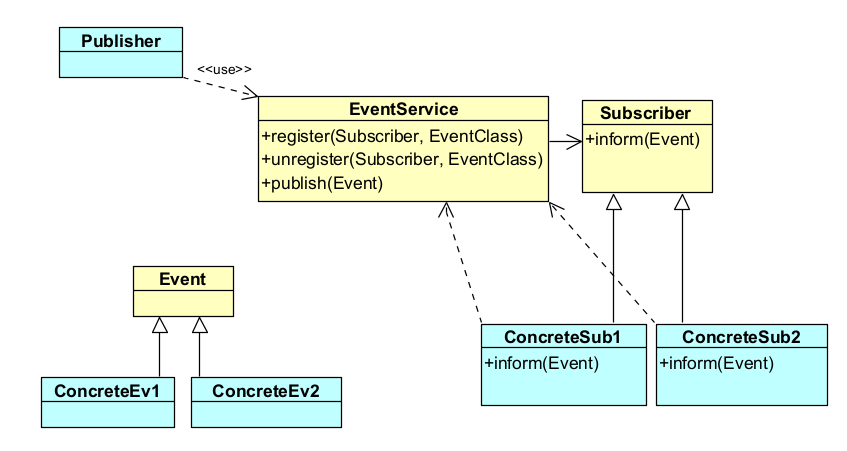 Publisher
<<use>>
EventService
+register(Subscriber, EventClass)
+unregister(Subscriber, EventClass)
+publish(Event)
Subscriber
+inform(Event)
Event
ConcreteSub1
+inform(Event)
ConcreteSub2
+inform(Event)
ConcreteEv1
ConcreteEv2